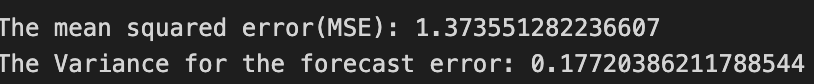 The mean squared error(MSE): 1.373551282236607
The Variance for the forecast error: 0.17720386211788544